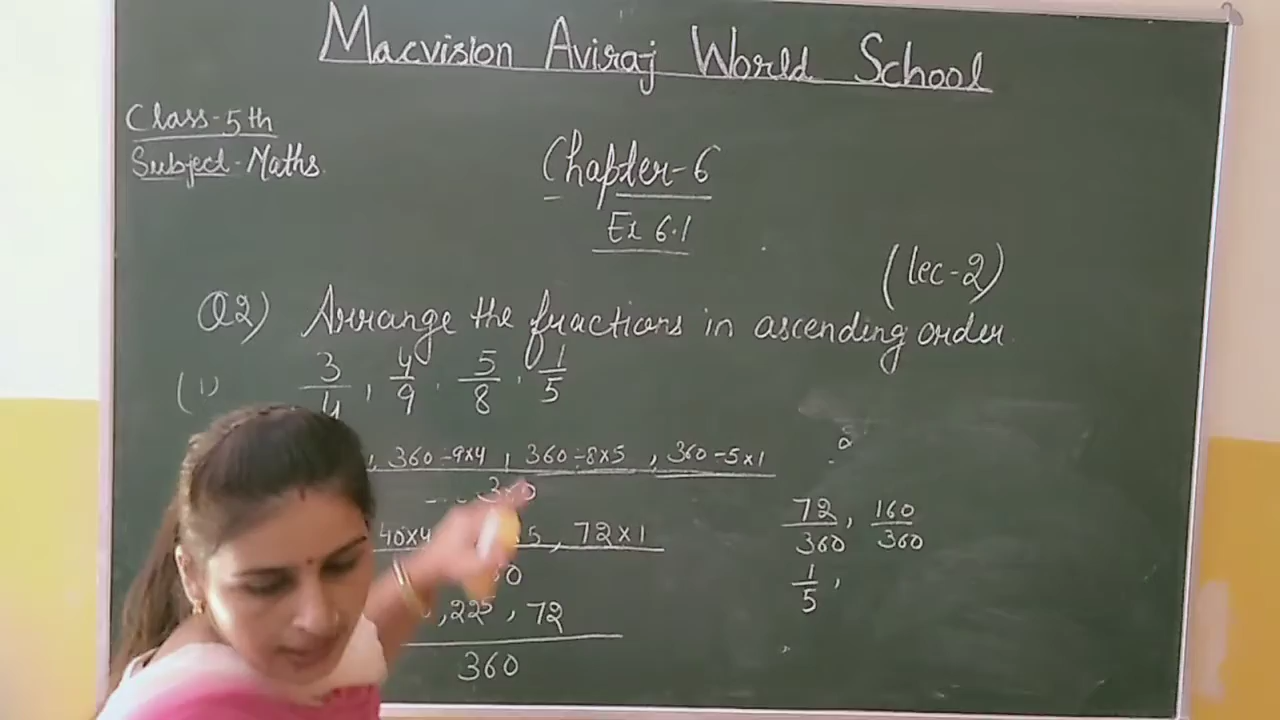 Macvision Aviraj World School
Class-5th
Subject-Maths.
Chapter-6
Ex 6.1
(lec-2)
Q2) Arrange the fractions in ascending order.
(1) 3/4, 4/9, 5/8, 1/5
, 360÷9x4, 360÷8x5, 360-5x1
360
40x4 5, 72x1
0
, 225, 72
360
72/360, 160/360
1/5,